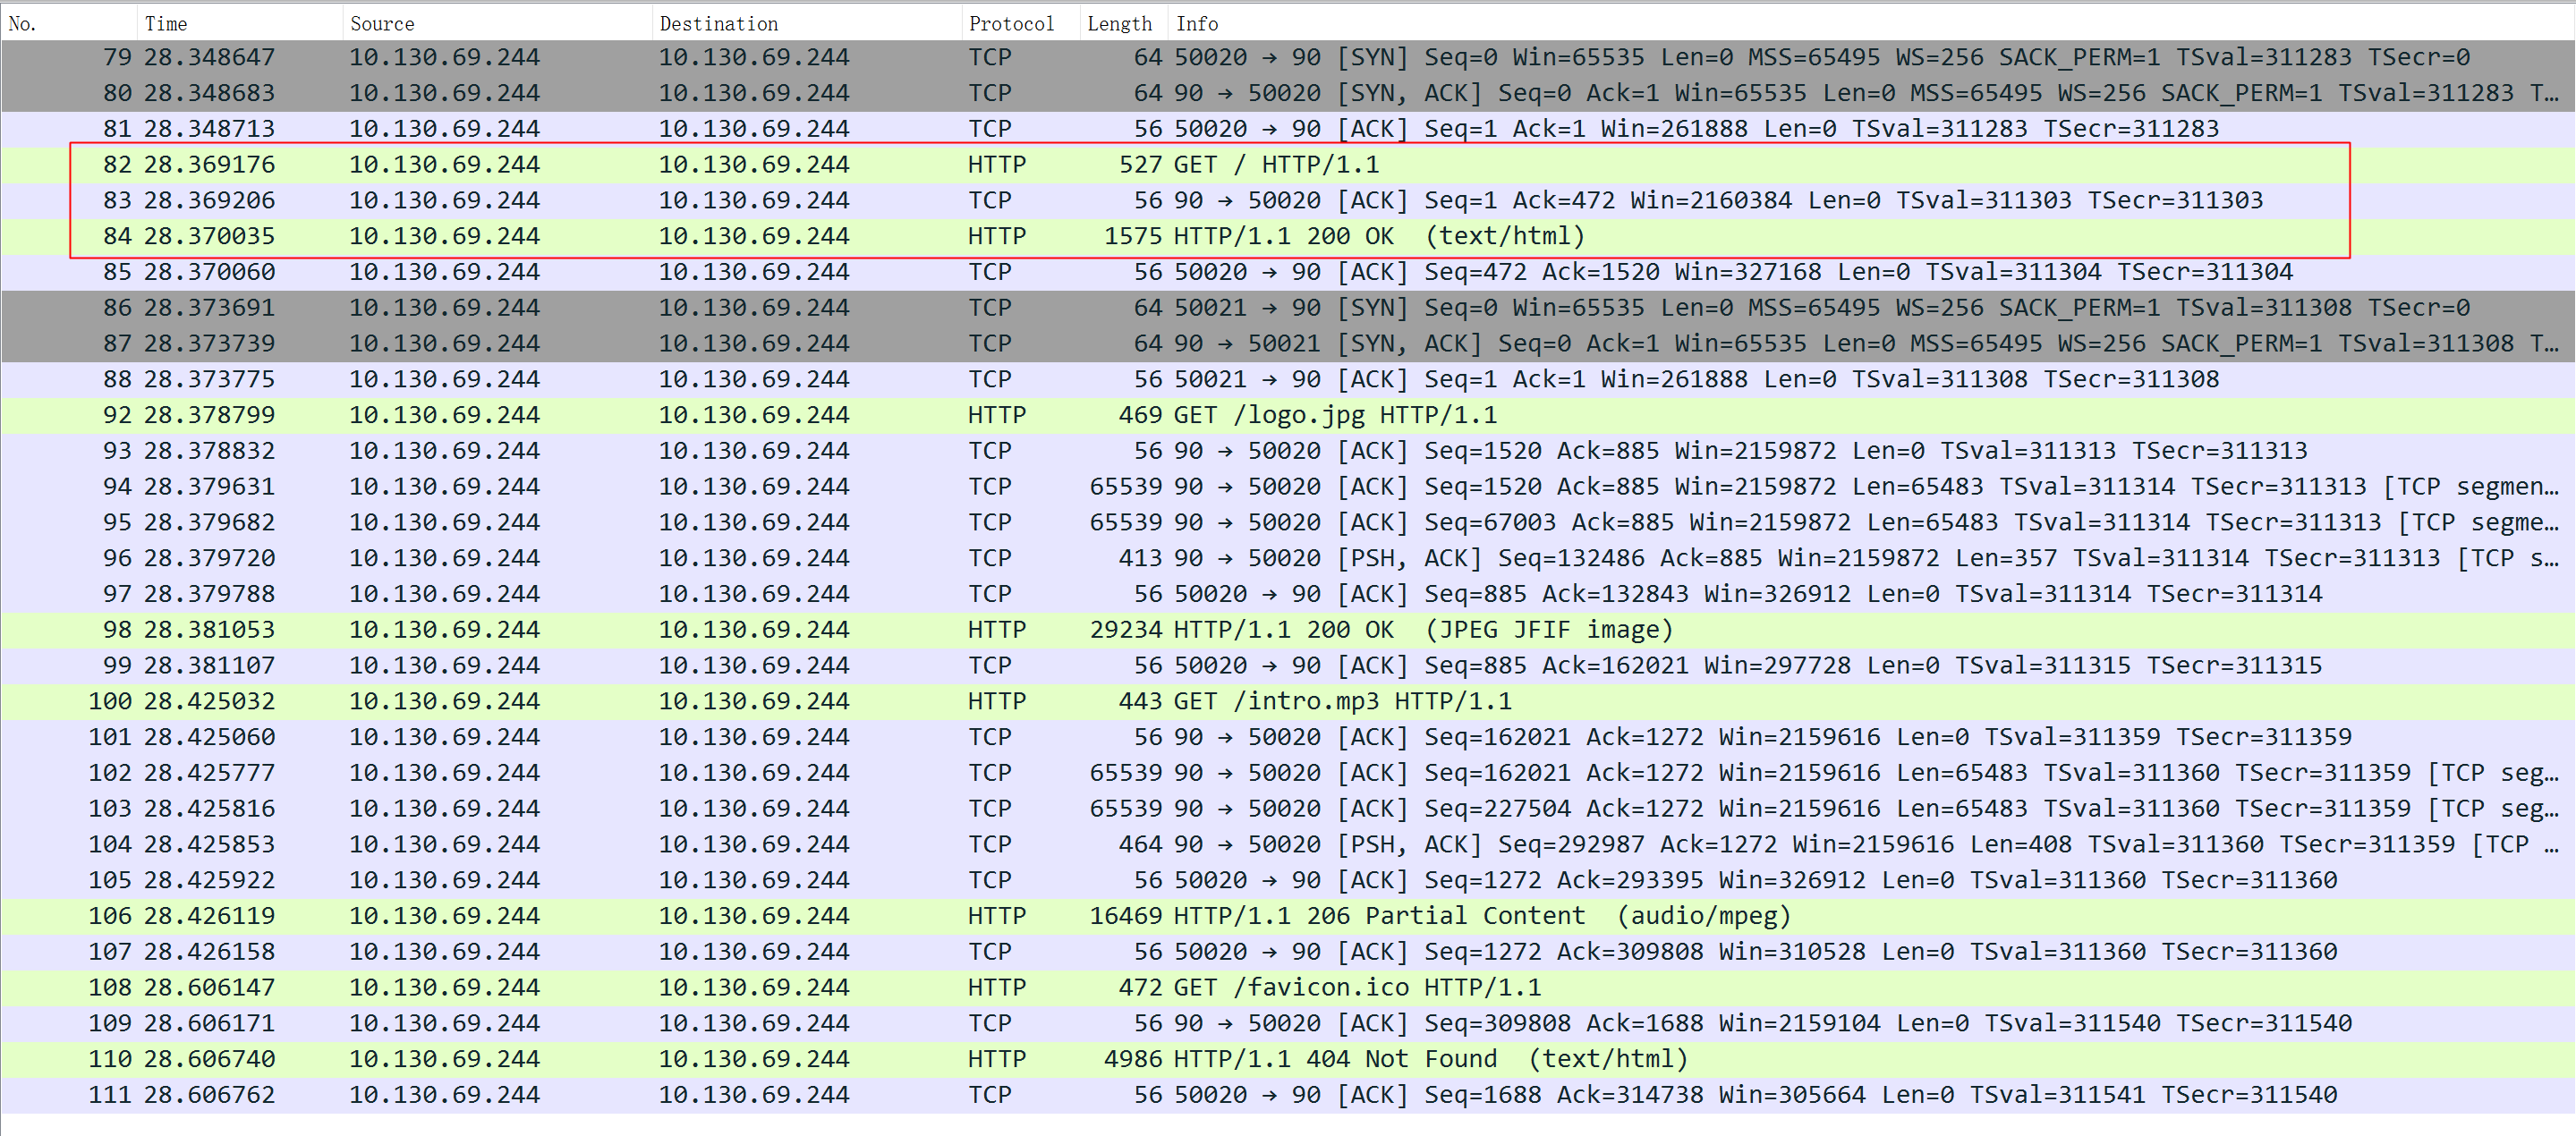 No. Time Source Destination Protocol Length Info
79 28.348647 10.130.69.244 10.130.69.244 TCP 64 50020 → 90 [SYN] Seq=0 Win=65535 Len=0 MSS=65495 WS=256 SACK_PERM=1 TSval=311283 TSecr=0
80 28.348683 10.130.69.244 10.130.69.244 TCP 64 90 → 50020 [SYN, ACK] Seq=0 Ack=1 Win=65535 Len=0 MSS=65495 WS=256 SACK_PERM=1 TSval=311283 T…
81 28.348713 10.130.69.244 10.130.69.244 TCP 56 50020 → 90 [ACK] Seq=1 Ack=1 Win=261888 Len=0 TSval=311283 TSecr=311283
82 28.369176 10.130.69.244 10.130.69.244 HTTP 527 GET / HTTP/1.1
83 28.369206 10.130.69.244 10.130.69.244 TCP 56 90 → 50020 [ACK] Seq=1 Ack=472 Win=2160384 Len=0 TSval=311303 TSecr=311303
84 28.370035 10.130.69.244 10.130.69.244 HTTP 1575 HTTP/1.1 200 OK (text/html)
85 28.370060 10.130.69.244 10.130.69.244 TCP 56 50020 → 90 [ACK] Seq=472 Ack=1520 Win=327168 Len=0 TSval=311304 TSecr=311304
86 28.373691 10.130.69.244 10.130.69.244 TCP 64 50021 → 90 [SYN] Seq=0 Win=65535 Len=0 MSS=65495 WS=256 SACK_PERM=1 TSval=311308 TSecr=0
87 28.373739 10.130.69.244 10.130.69.244 TCP 64 90 → 50021 [SYN, ACK] Seq=0 Ack=1 Win=65535 Len=0 MSS=65495 WS=256 SACK_PERM=1 TSval=311308 T…
88 28.373775 10.130.69.244 10.130.69.244 TCP 56 50021 → 90 [ACK] Seq=1 Ack=1 Win=261888 Len=0 TSval=311308 TSecr=311308
92 28.378799 10.130.69.244 10.130.69.244 HTTP 469 GET /logo.jpg HTTP/1.1
93 28.378832 10.130.69.244 10.130.69.244 TCP 56 90 → 50020 [ACK] Seq=1520 Ack=885 Win=2159872 Len=0 TSval=311313 TSecr=311313
94 28.379631 10.130.69.244 10.130.69.244 TCP 65539 90 → 50020 [ACK] Seq=1520 Ack=885 Win=2159872 Len=65483 TSval=311314 TSecr=311313 [TCP segmen…
95 28.379682 10.130.69.244 10.130.69.244 TCP 65539 90 → 50020 [ACK] Seq=67003 Ack=885 Win=2159872 Len=65483 TSval=311314 TSecr=311313 [TCP segme…
96 28.379720 10.130.69.244 10.130.69.244 TCP 413 90 → 50020 [PSH, ACK] Seq=132486 Ack=885 Win=2159872 Len=357 TSval=311314 TSecr=311313 [TCP s…
97 28.379788 10.130.69.244 10.130.69.244 TCP 56 50020 → 90 [ACK] Seq=885 Ack=132843 Win=326912 Len=0 TSval=311314 TSecr=311314
98 28.381053 10.130.69.244 10.130.69.244 HTTP 29234 HTTP/1.1 200 OK (JPEG JFIF image)
99 28.381107 10.130.69.244 10.130.69.244 TCP 56 50020 → 90 [ACK] Seq=885 Ack=162021 Win=297728 Len=0 TSval=311315 TSecr=311315
100 28.425032 10.130.69.244 10.130.69.244 HTTP 443 GET /intro.mp3 HTTP/1.1
101 28.425060 10.130.69.244 10.130.69.244 TCP 56 90 → 50020 [ACK] Seq=162021 Ack=1272 Win=2159616 Len=0 TSval=311359 TSecr=311359
102 28.425777 10.130.69.244 10.130.69.244 TCP 65539 90 → 50020 [ACK] Seq=162021 Ack=1272 Win=2159616 Len=65483 TSval=311360 TSecr=311359 [TCP seg…
103 28.425816 10.130.69.244 10.130.69.244 TCP 65539 90 → 50020 [ACK] Seq=227504 Ack=1272 Win=2159616 Len=65483 TSval=311360 TSecr=311359 [TCP seg…
104 28.425853 10.130.69.244 10.130.69.244 TCP 464 90 → 50020 [PSH, ACK] Seq=292987 Ack=1272 Win=2159616 Len=408 TSval=311360 TSecr=311359 [TCP …
105 28.425922 10.130.69.244 10.130.69.244 TCP 56 50020 → 90 [ACK] Seq=1272 Ack=293395 Win=326912 Len=0 TSval=311360 TSecr=311360
106 28.426119 10.130.69.244 10.130.69.244 HTTP 16469 HTTP/1.1 206 Partial Content (audio/mpeg)
107 28.426158 10.130.69.244 10.130.69.244 TCP 56 50020 → 90 [ACK] Seq=1272 Ack=309808 Win=310528 Len=0 TSval=311360 TSecr=311360
108 28.606147 10.130.69.244 10.130.69.244 HTTP 472 GET /favicon.ico HTTP/1.1
109 28.606171 10.130.69.244 10.130.69.244 TCP 56 90 → 50020 [ACK] Seq=309808 Ack=1688 Win=2159104 Len=0 TSval=311540 TSecr=311540
110 28.606740 10.130.69.244 10.130.69.244 HTTP 4986 HTTP/1.1 404 Not Found (text/html)
111 28.606762 10.130.69.244 10.130.69.244 TCP 56 50020 → 90 [ACK] Seq=1688 Ack=314738 Win=305664 Len=0 TSval=311541 TSecr=311540